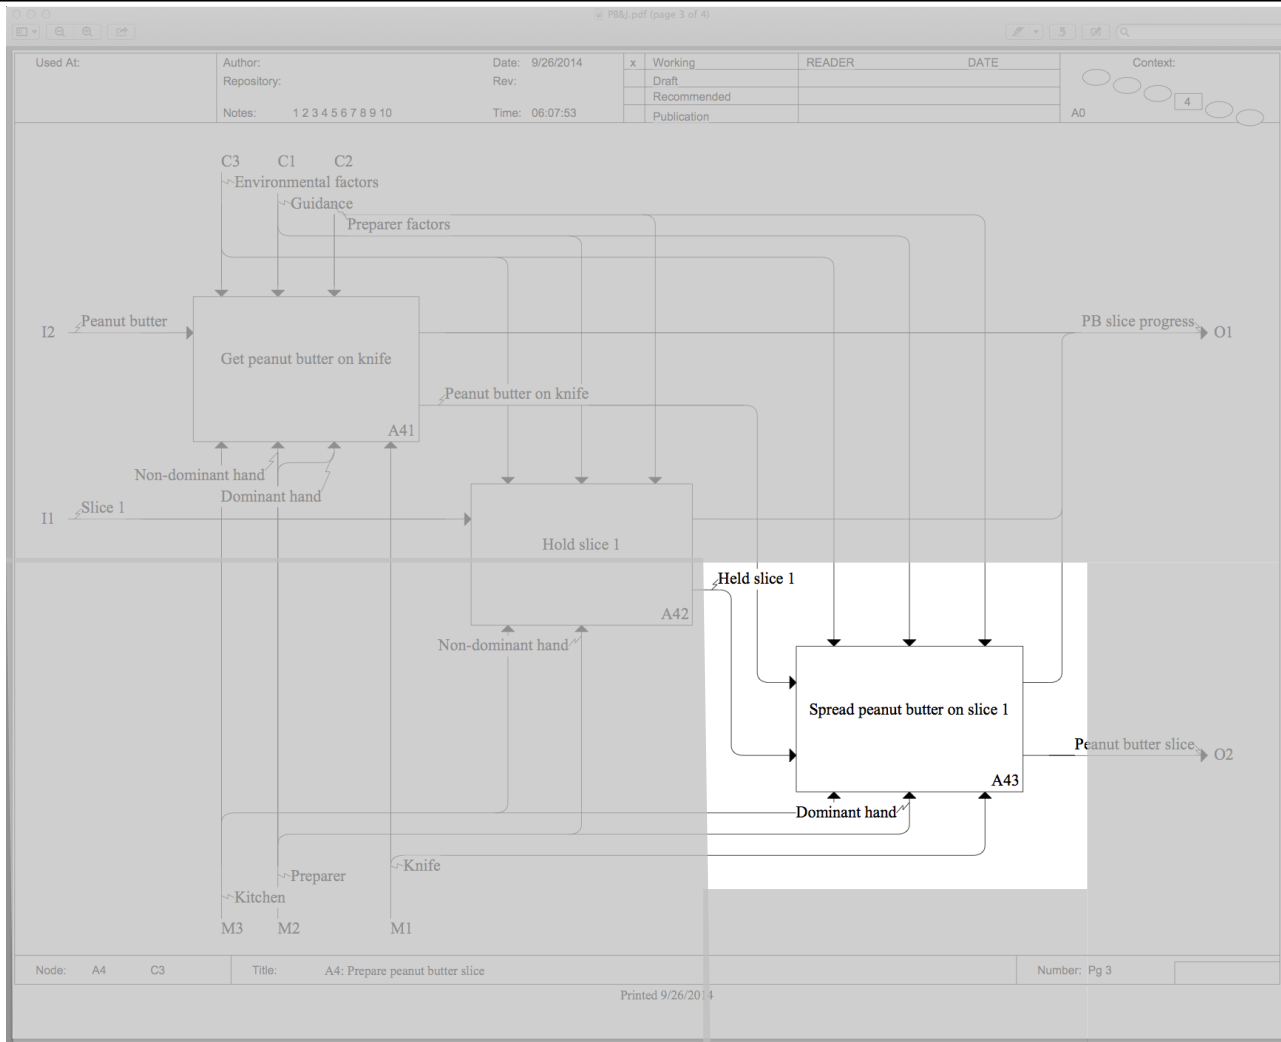 PB&J.pdf (page 3 of 4)
Used At:
Author:
Date: 9/26/2014
x Working
READER
DATE
Context:
Repository:
Rev:
Draft
Recommended
4
Notes: 1 2 3 4 5 6 7 8 9 10
Time: 06:07:53
Publication
A0
C3 C1 C2
Environmental factors
Guidance
Preparer factors
I2
Peanut butter
PB slice progress
O1
Get peanut butter on knife
Peanut butter on knife
A41
Non-dominant hand
Dominant hand
I1
Slice 1
Hold slice 1
Held slice 1
A42
Non-dominant hand
Spread peanut butter on slice 1
Peanut butter slice
O2
A43
Dominant hand
Knife
Preparer
Kitchen
M3 M2 M1
Node: A4 C3
Title: A4: Prepare peanut butter slice
Number: Pg 3
Printed 9/26/2014